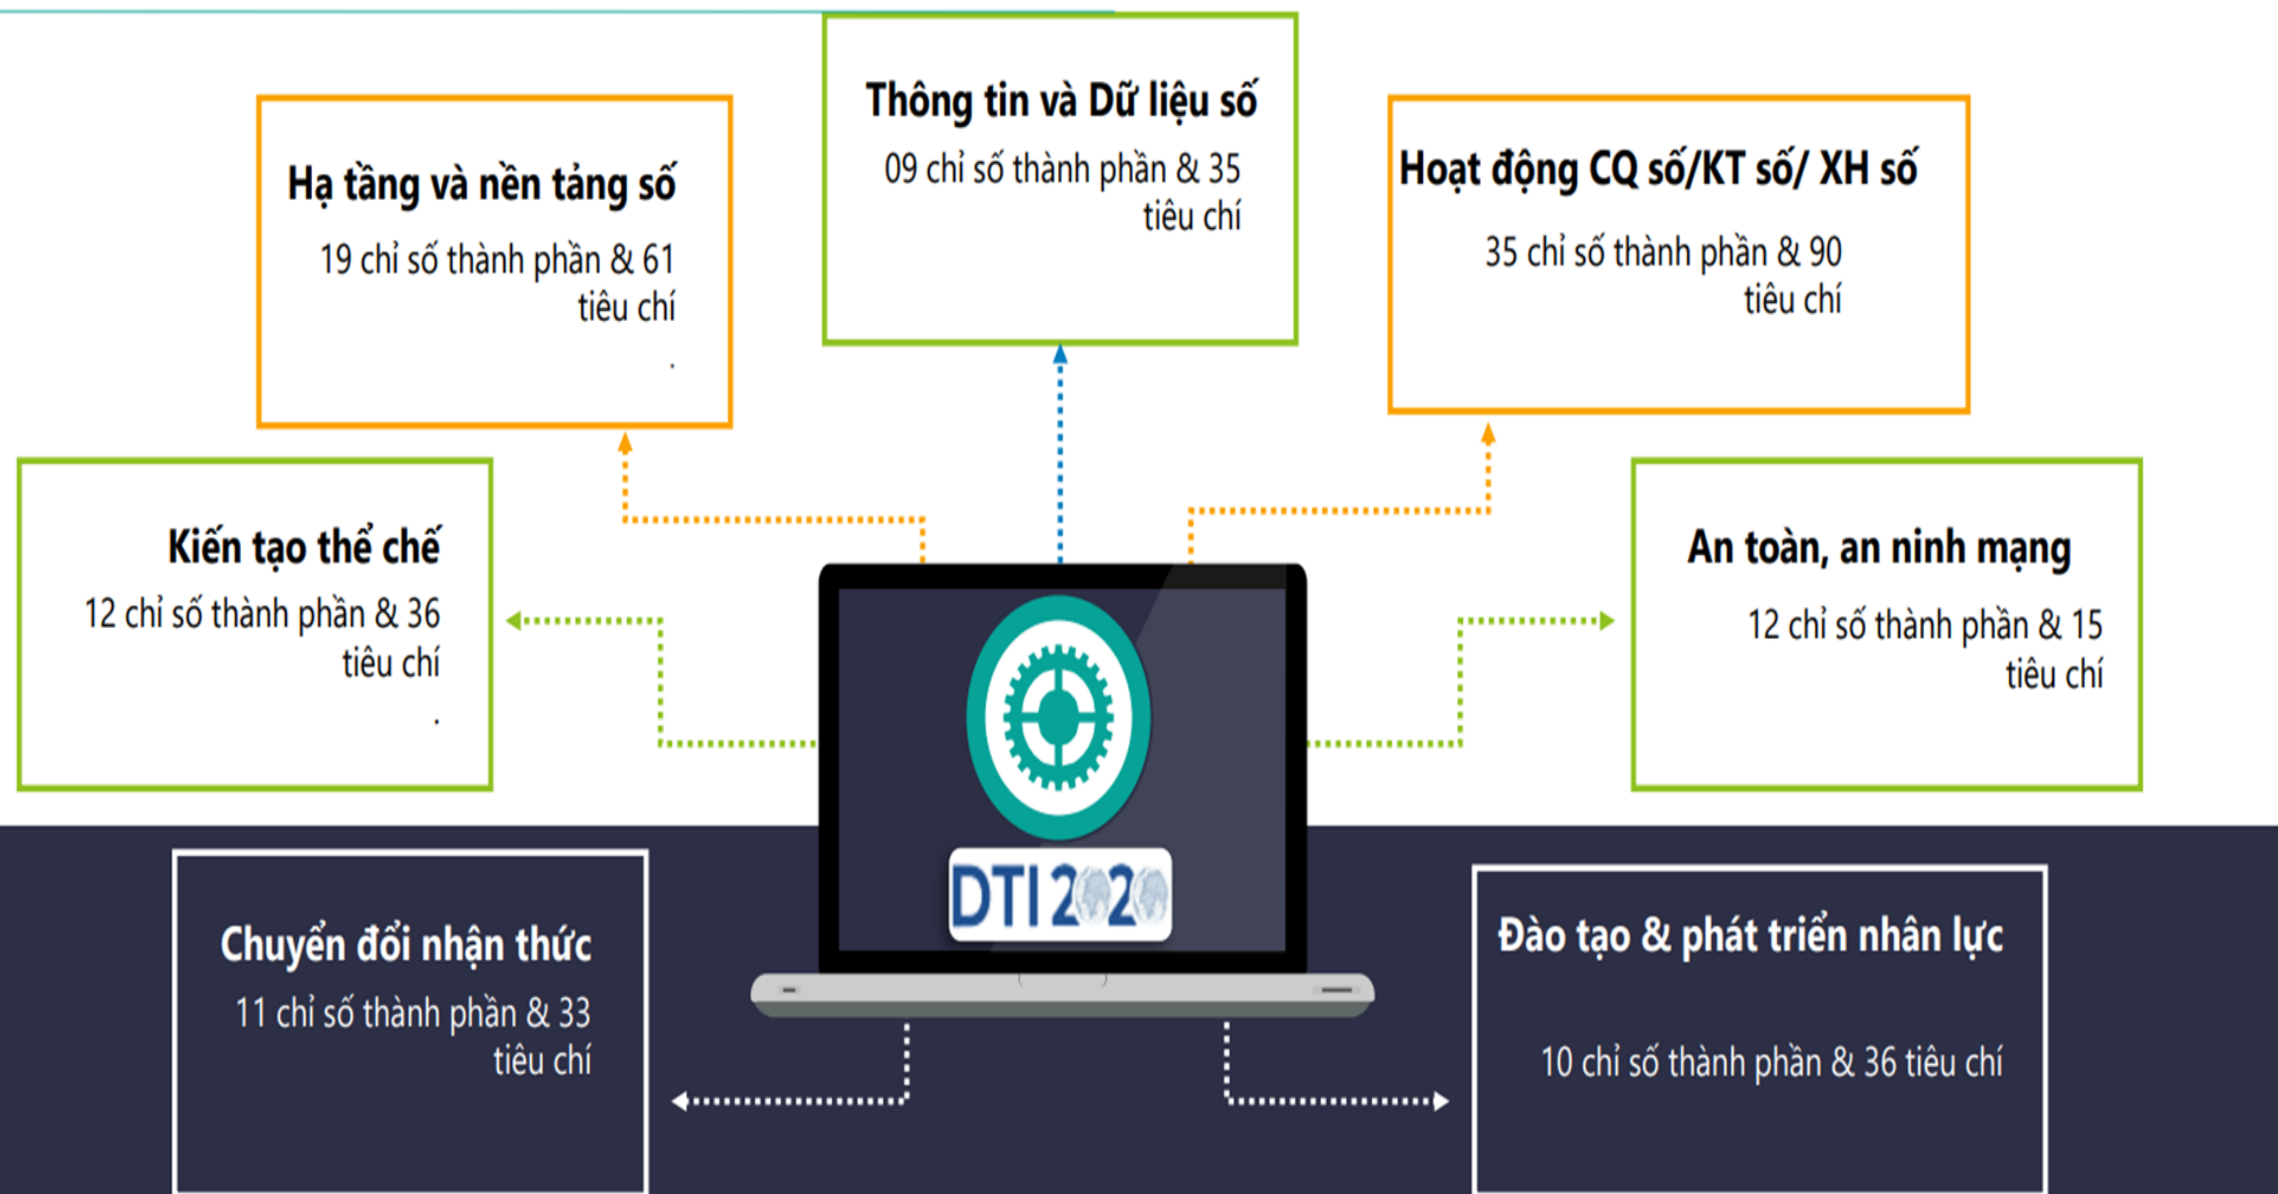 Thông tin và Dữ liệu số
09 chỉ số thành phần & 35
tiêu chí
Hạ tầng và nền tảng số
19 chỉ số thành phần & 61
tiêu chí
.
Hoạt động CQ số/KT số/ XH số
35 chỉ số thành phần & 90
tiêu chí
Kiến tạo thể chế
12 chỉ số thành phần & 36
tiêu chí
.
An toàn, an ninh mạng
12 chỉ số thành phần & 15
tiêu chí
DTI 2020
Chuyển đổi nhận thức
11 chỉ số thành phần & 33
tiêu chí
Đào tạo & phát triển nhân lực
10 chỉ số thành phần & 36 tiêu chí